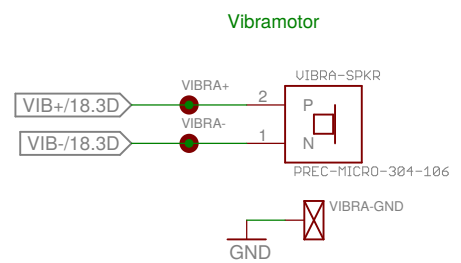 Vibramotor
VIBRA-SPKR
VIBRA+
VIB+/18.3D
2
P
VIBRA-
VIB-/18.3D
1
N
PREC-MICRO-304-106
VIBRA-GND
GND